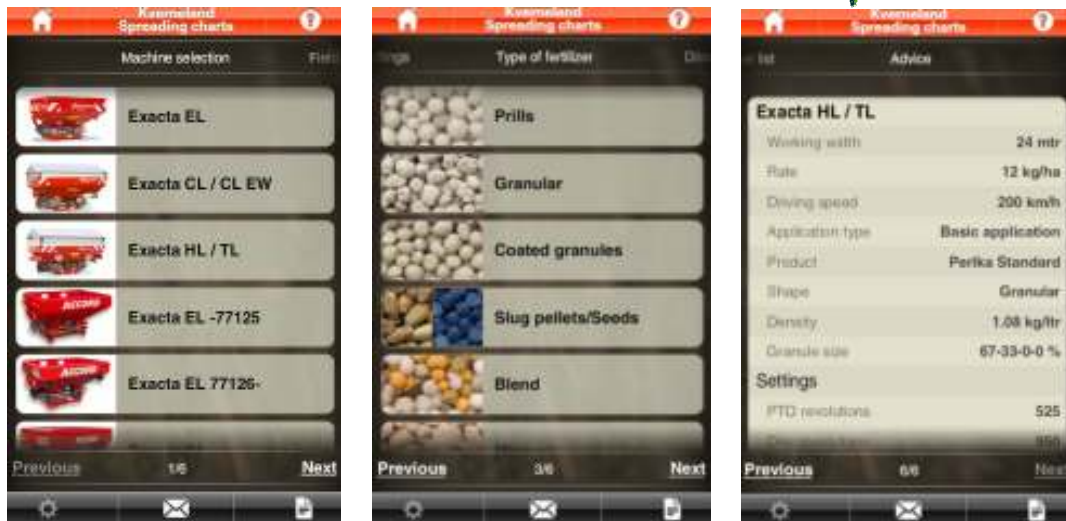 Kverneland
Spreading charts
?
Machine selection
Exacta EL
Exacta CL / CL EW
Exacta HL / TL
Exacta EL -77125
Exacta EL 77126-
Previous
1/6
Next
Kverneland
Spreading charts
?
Type of fertilizer
Prills
Granular
Coated granules
Slug pellets/Seeds
Blend
Previous
3/6
Next
Kverneland
Spreading charts
?
list
Advice
Exacta HL / TL
Working width 24 mtr
Rate 12 kg/ha
Driving speed 200 km/h
Application type Basic application
Product Perlka Standard
Shape Granular
Density 1.08 kg/ltr
Granule size 67-33-0-0 %
Settings
PTO revolutions 525
Previous
6/6
Next